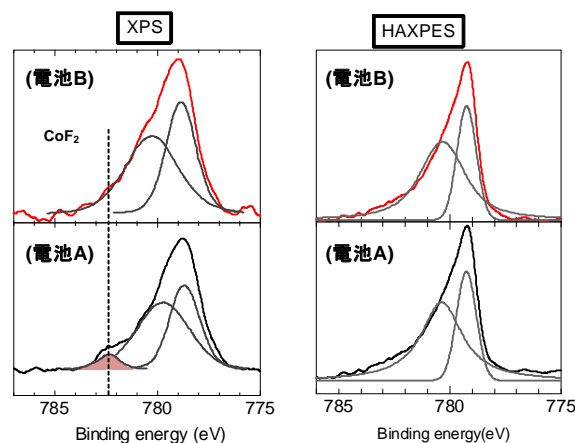 XPS
HAXPES
(電池B)
(電池B)
CoF2
(電池A)
(電池A)
785
780
775
785
780
775
Binding energy (eV)
Binding energy(eV)